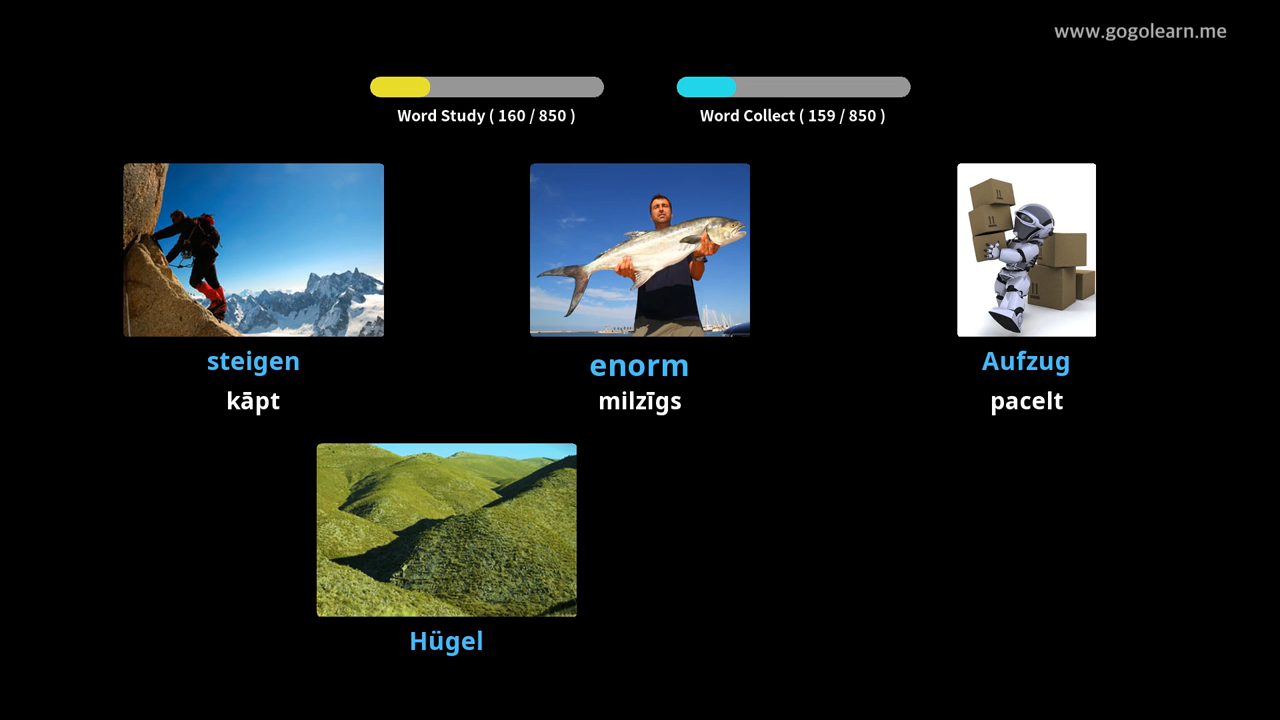 www.gogolearn.me
Word Study ( 160 / 850 )
Word Collect ( 159 / 850 )
steigen
kāpt
enorm
milzīgs
Aufzug
pacelt
Hügel